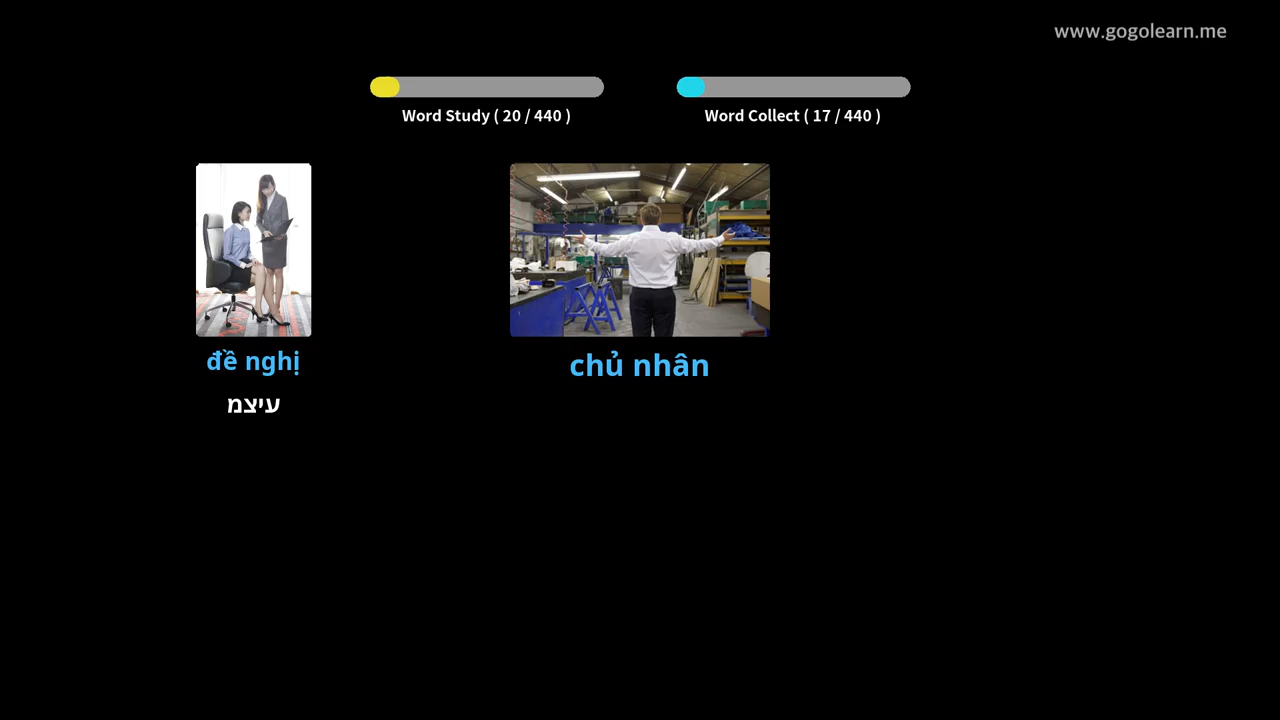 www.gogolearn.me
Word Study ( 20 / 440 )
Word Collect ( 17 / 440 )
đề nghị
עיצמ
chủ nhân